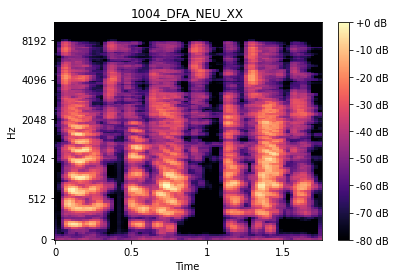 1004_DFA_NEU_XX
Hz
8192
4096
2048
1024
512
0
0
0.5
1
1.5
Time
+0 dB
-10 dB
-20 dB
-30 dB
-40 dB
-50 dB
-60 dB
-70 dB
-80 dB